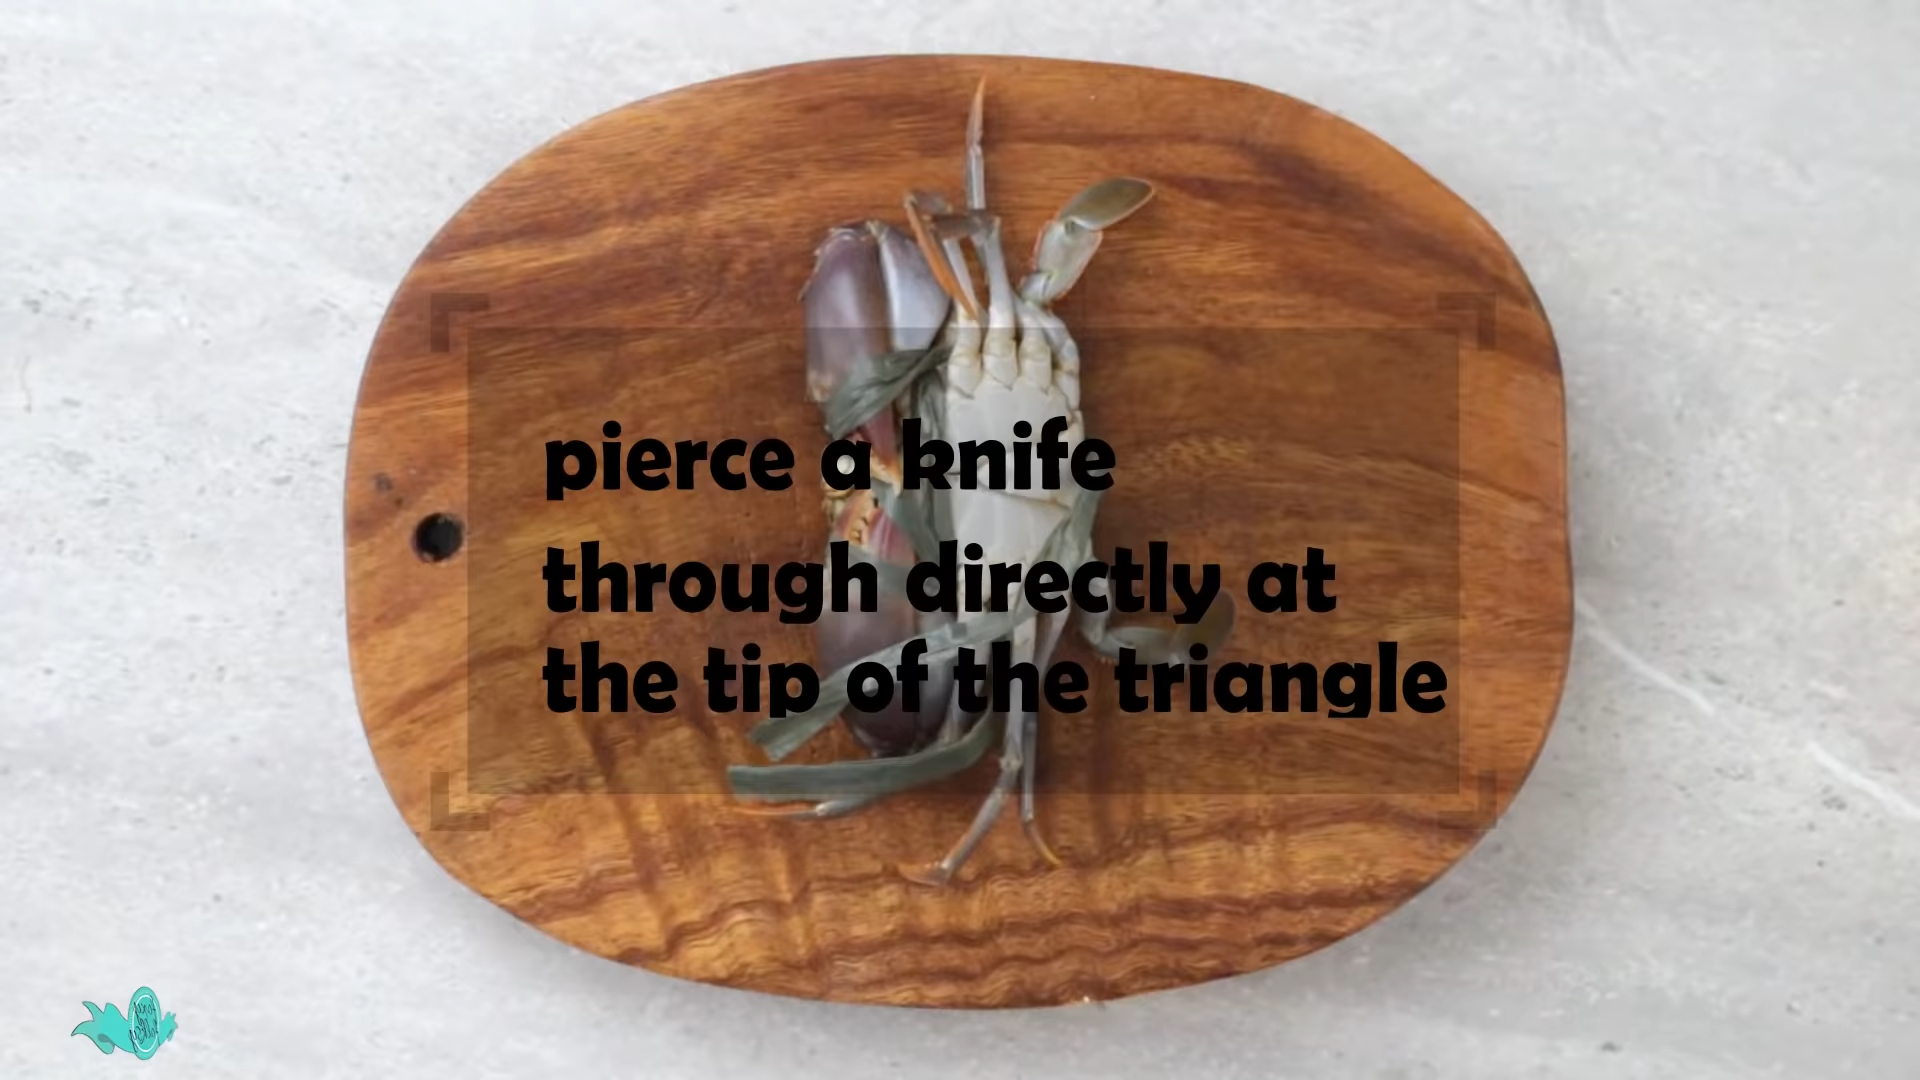 pierce a knife
through directly at
the tip of the triangle